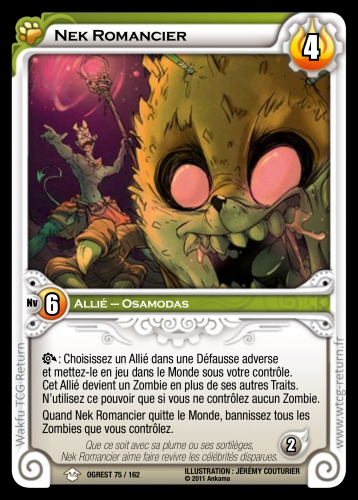 Nek Romancier
4
Nv 6
Allié – Osamodas
: Choisissez un Allié dans une Défausse adverse
et mettez-le en jeu dans le Monde sous votre contrôle.
Cet Allié devient un Zombie en plus de ses autres Traits.
N'utilisez ce pouvoir que si vous ne contrôlez aucun Zombie.
Quand Nek Romancier quitte le Monde, bannissez tous les
Zombies que vous contrôlez.
Que ce soit avec sa plume ou ses sortilèges,
Nek Romancier aime faire revivre les célébrités disparues.
2
OGREST 75 / 162
ILLUSTRATION : JÉRÉMY COUTURIER
© 2011 Ankama
Wakfu TCG Return
©www.wtcg-return.fr